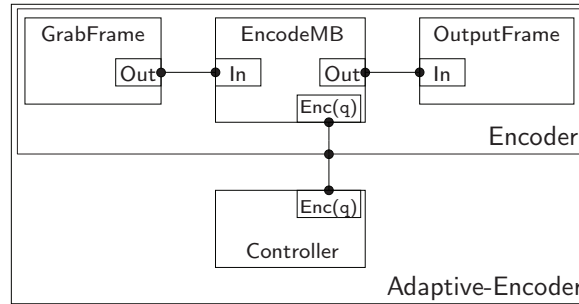 GrabFrame
EncodeMB
OutputFrame
Out
In
Out
In
Enc(q)
Encoder
Enc(q)
Controller
Adaptive-Encoder